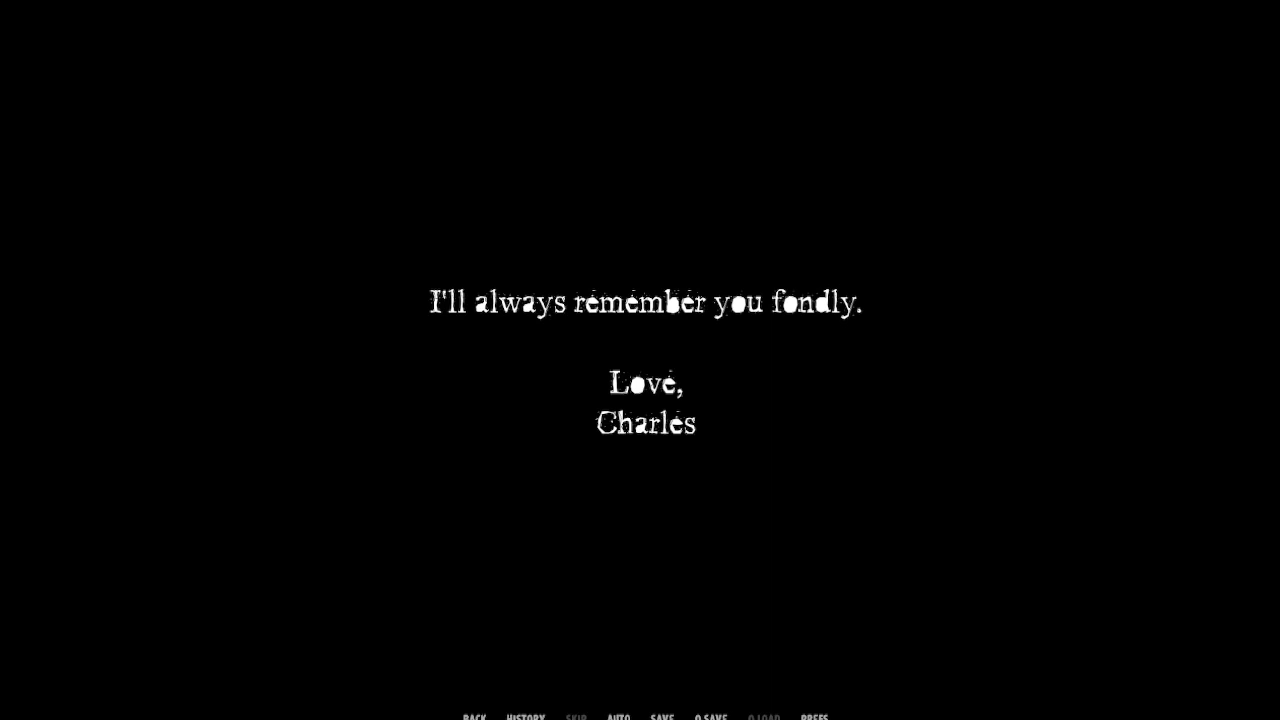 I'll always remember you fondly.
Love,
Charles
BACK HISTORY SKIP AUTO SAVE Q.SAVE Q.LOAD PREFS